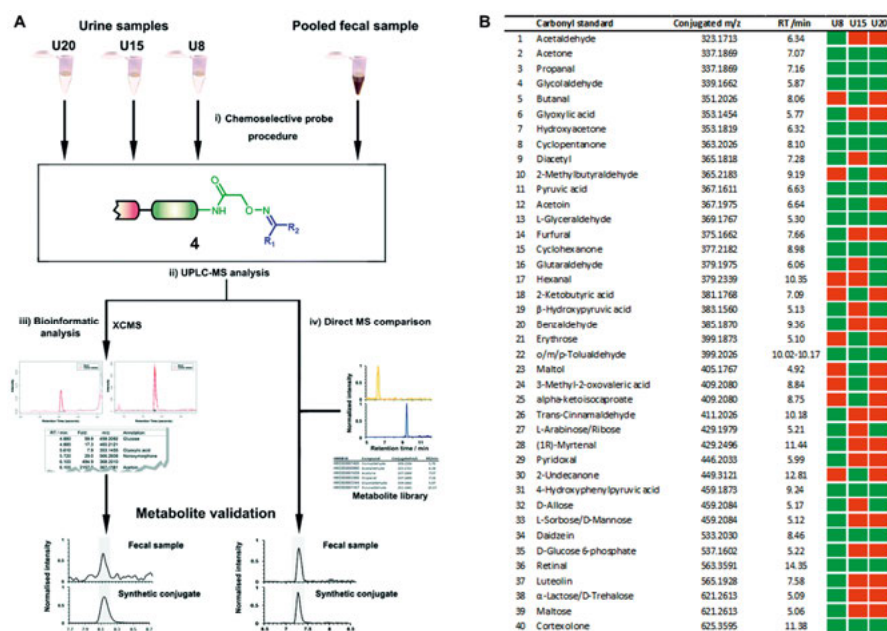 A
Urine samples
Pooled fecal sample
U20
U15
U8
i) Chemoselective probe
procedure
O
NH
O
N
R2
R1
4
ii) UPLC-MS analysis
iii) Bioinformatic
analysis
XCMS
iv) Direct MS comparison
Normalised intensity
Retention time / min
Metabolite library
RT / min Fold m/z Annotation
Metabolite validation
Fecal sample
Synthetic conjugate
Normalised intensity
Fecal sample
Synthetic conjugate
Normalised intensity
B
Carbonyl standard Conjugated m/z RT /min U8 U15 U20
1 Acetaldehyde 323.1713 6.34
2 Acetone 337.1869 7.07
3 Propanal 337.1869 7.16
4 Glycolaldehyde 339.1662 5.87
5 Butanal 351.2026 8.06
6 Glyoxylic acid 353.1454 5.77
7 Hydroxyacetone 353.1819 6.32
8 Cyclopentanone 363.2026 8.10
9 Diacetyl 365.1818 7.28
10 2-Methylbutyraldehyde 365.2183 9.19
11 Pyruvic acid 367.1611 6.63
12 Acetoin 367.1975 6.64
13 L-Glyceraldehyde 369.1767 5.30
14 Furfural 375.1662 7.66
15 Cyclohexanone 377.2182 8.98
16 Glutaraldehyde 379.1975 6.06
17 Hexanal 379.2339 10.35
18 2-Ketobutyric acid 381.1768 7.09
19 β-Hydroxypyruvic acid 383.1560 5.13
20 Benzaldehyde 385.1870 9.36
21 Erythrose 399.1873 5.10
22 o/m/p-Tolualdehyde 399.2026 10.02-10.17
23 Maltol 405.1767 4.92
24 3-Methyl-2-oxovaleric acid 409.2080 8.84
25 alpha-ketoisocaproate 409.2080 8.75
26 Trans-Cinnamaldehyde 411.2026 10.18
27 L-Arabinose/Ribose 429.1979 5.21
28 (1R)-Myrtenal 429.2496 11.44
29 Pyridoxal 446.2033 5.99
30 2-Undecanone 449.3121 12.81
31 4-Hydroxyphenylpyruvic acid 459.1873 9.24
32 D-Allose 459.2084 5.17
33 L-Sorbose/D-Mannose 459.2084 5.12
34 Daidzein 533.2030 8.46
35 D-Glucose 6-phosphate 537.1602 5.22
36 Retinal 563.3591 14.35
37 Luteolin 565.1928 7.58
38 α-Lactose/D-Trehalose 621.2613 5.09
39 Maltose 621.2613 5.06
40 Cortexolone 625.3595 11.38